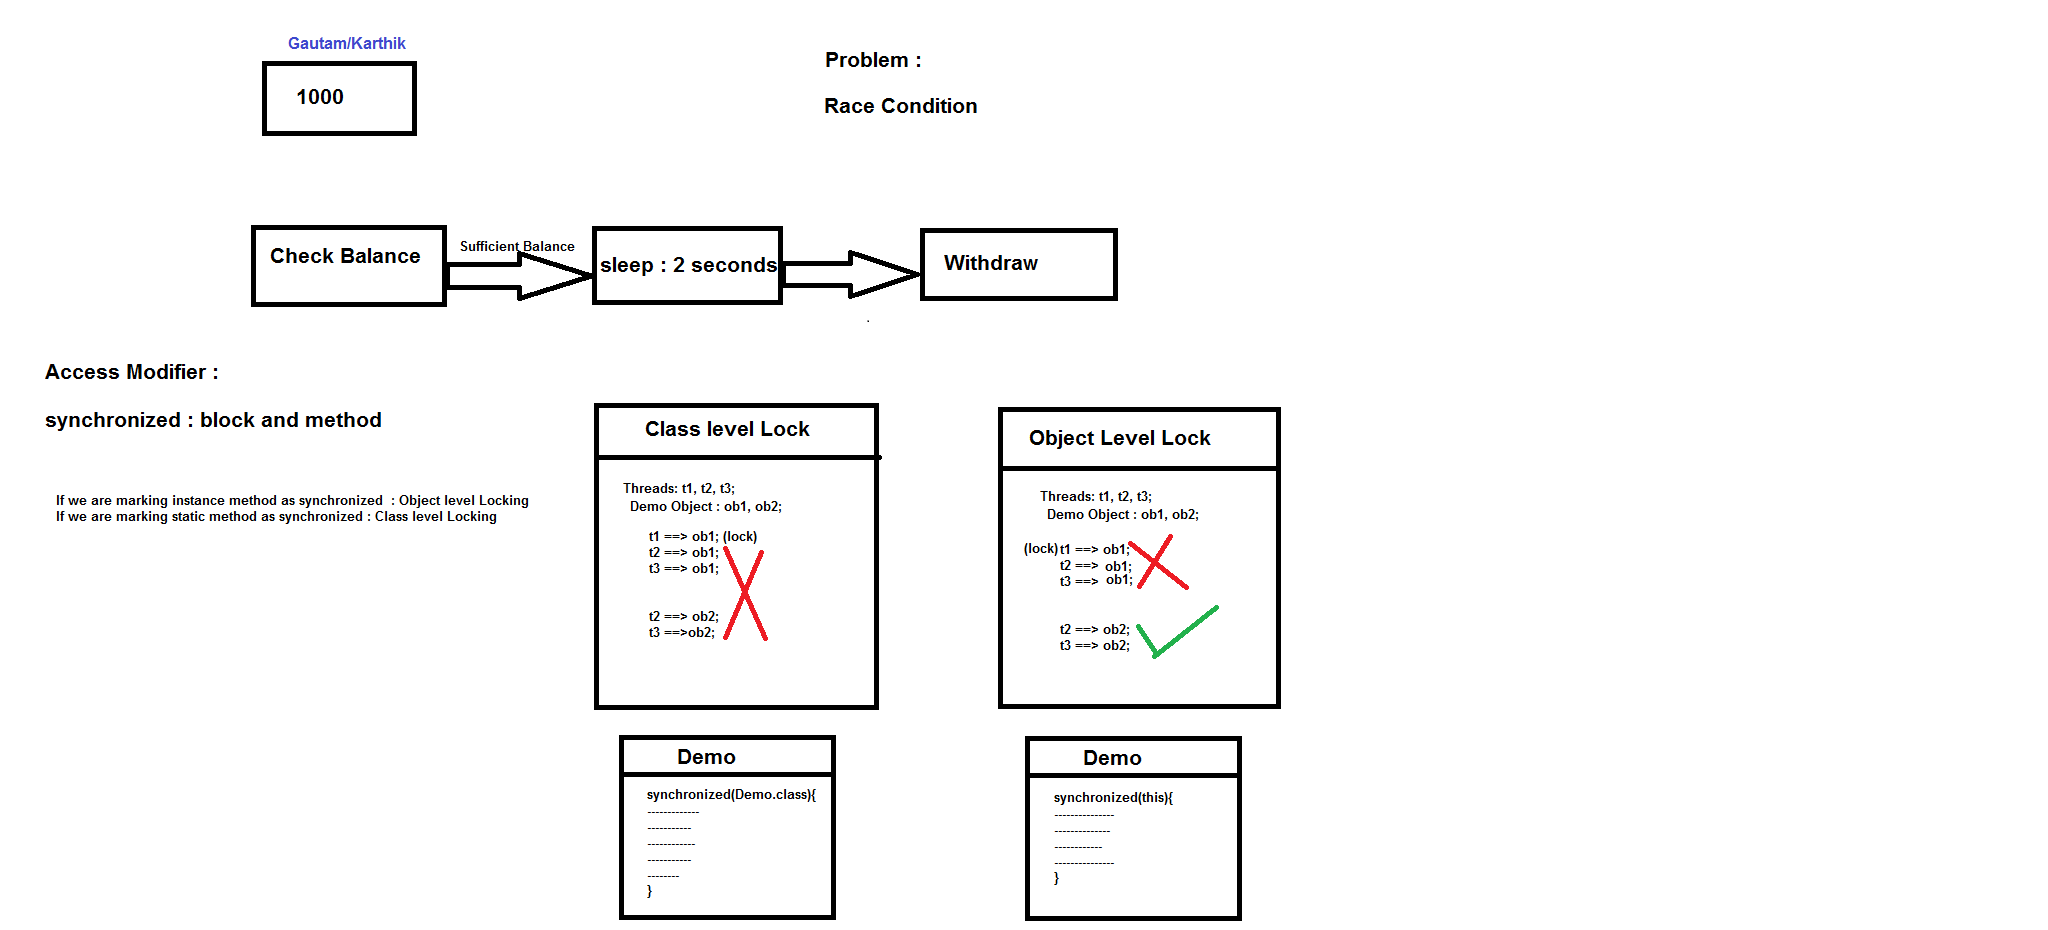 Gautam/Karthik
1000
Problem :
Race Condition
Check Balance
Sufficient Balance
sleep : 2 seconds
Withdraw
Access Modifier :
synchronized : block and method
If we are marking instance method as synchronized  : Object level Locking
If we are marking static method as synchronized : Class level Locking
Class level Lock
Threads: t1, t2, t3;
Demo Object : ob1, ob2;
t1 ==> ob1; (lock)
t2 ==> ob1;
t3 ==> ob1;
t2 ==> ob2;
t3 ==>ob2;
Object Level Lock
Threads: t1, t2, t3;
Demo Object : ob1, ob2;
(lock) t1 ==> ob1;
t2 ==> ob1;
t3 ==> ob1;
t2 ==> ob2;
t3 ==> ob2;
Demo
synchronized(Demo.class){
-------------
-----------
------------
-----------
--------
}
Demo
synchronized(this){
---------------
--------------
------------
---------------
}